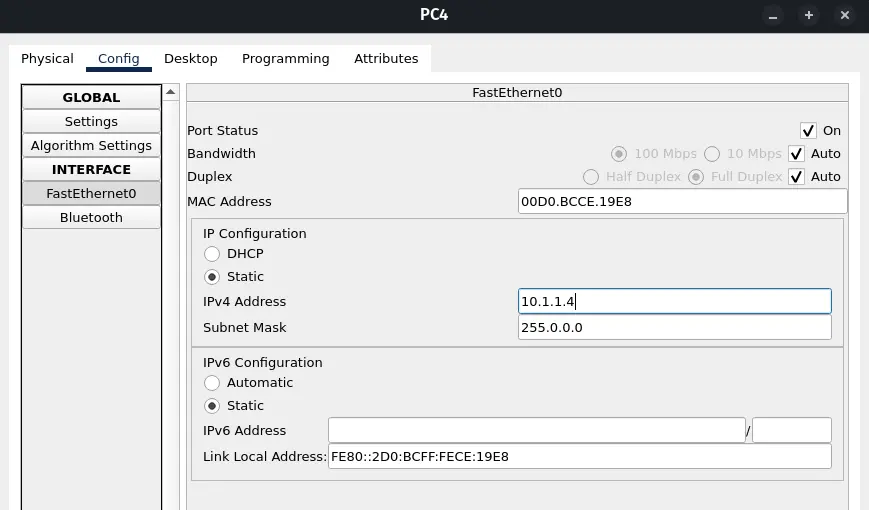 PC4
Physical Config Desktop Programming Attributes
GLOBAL
Settings
Algorithm Settings
INTERFACE
FastEthernet0
Bluetooth
FastEthernet0
Port Status On
Bandwidth 100 Mbps 10 Mbps Auto
Duplex Half Duplex Full Duplex Auto
MAC Address 00D0.BCCE.19E8
IP Configuration
DHCP
Static
IPv4 Address 10.1.1.4
Subnet Mask 255.0.0.0
IPv6 Configuration
Automatic
Static
IPv6 Address /
Link Local Address: FE80::2D0:BCFF:FECE:19E8